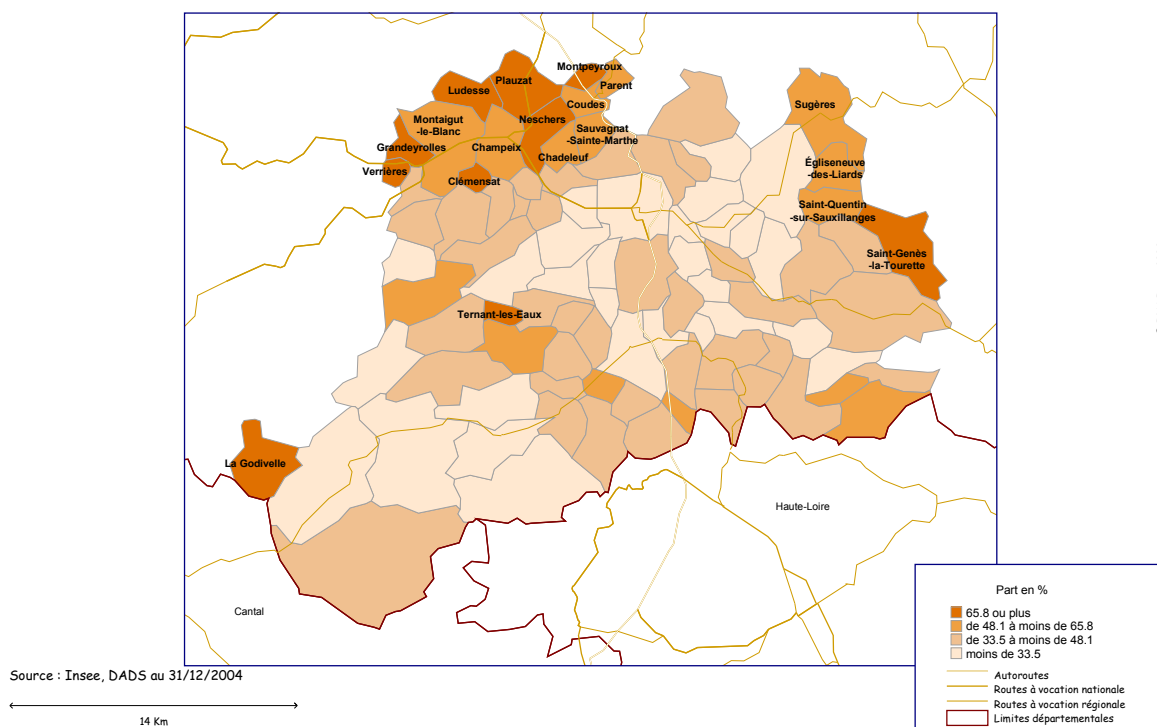 Montpeyroux
Plauzat
Parent
Ludesse
Coudes
Sugères
Montaigut
-le-Blanc
Neschers
Sauvagnat
-Sainte-Marthe
Grandeyrolles
Champeix
Chadeleuf
Égliseneuve
-des-Liards
Verrières
Clémensat
Saint-Quentin
-sur-Sauxillanges
Saint-Genès
-la-Tourette
Ternant-les-Eaux
La Godivelle
Haute-Loire
Cantal
Part en %
65.8 ou plus
de 48.1 à moins de 65.8
de 33.5 à moins de 48.1
moins de 33.5
Autoroutes
Routes à vocation nationale
Routes à vocation régionale
Limites départementales
Source : Insee, DADS au 31/12/2004
14 Km